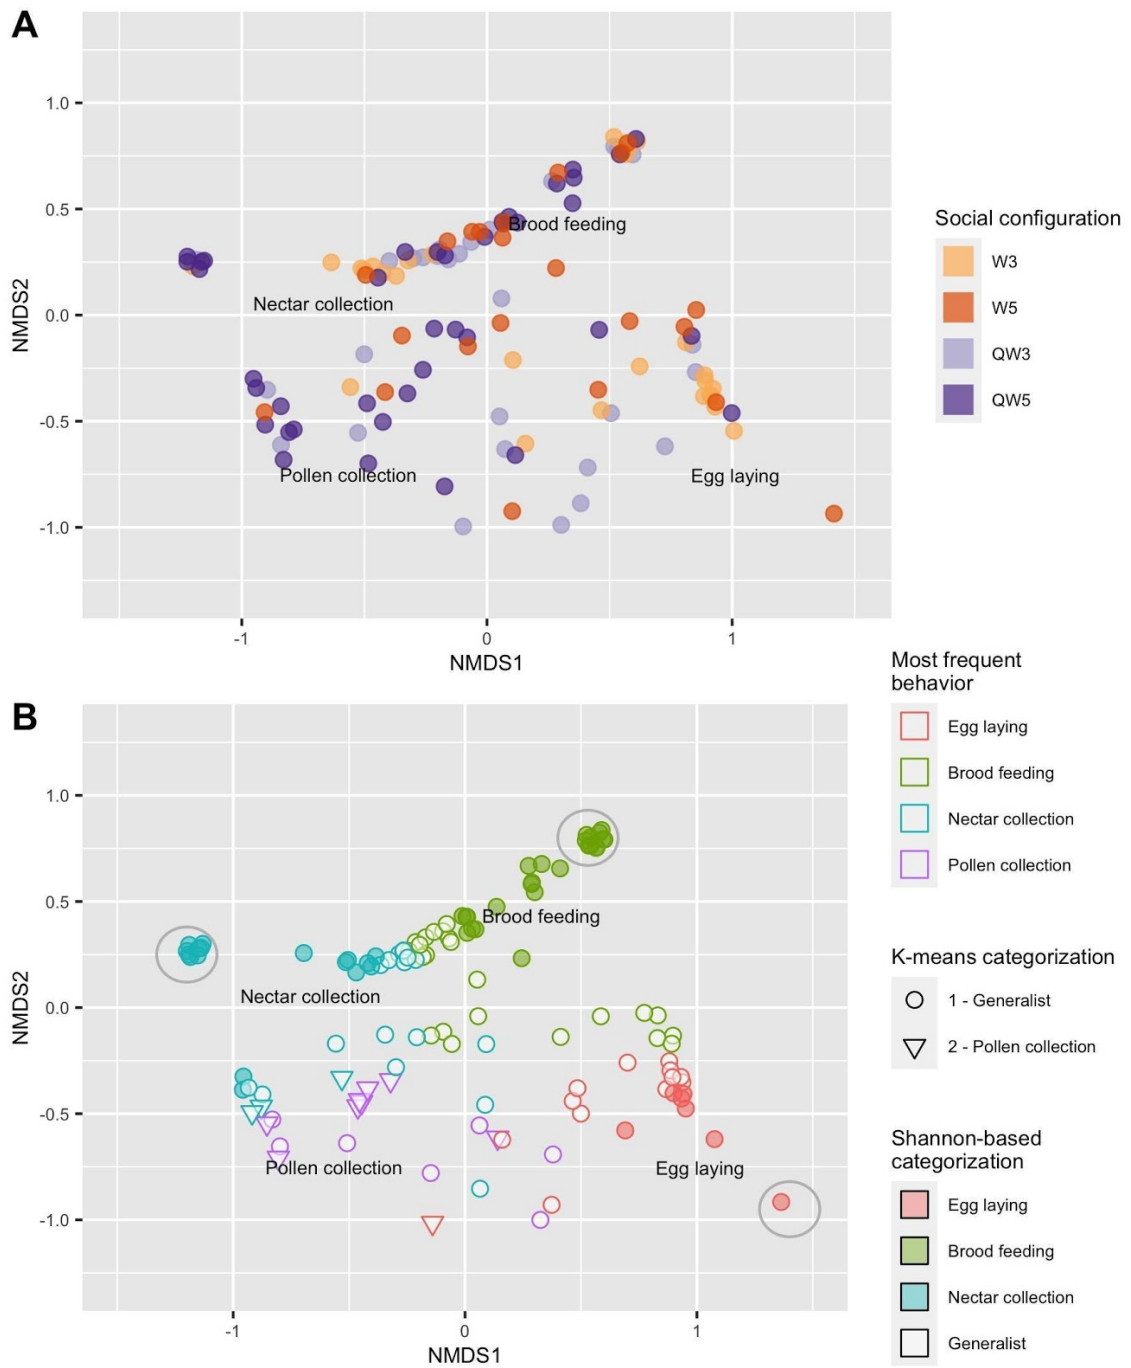 A
1.0
0.5
0.0
-0.5
-1.0
NMDS2
Brood feeding
Nectar collection
Pollen collection
Egg laying
-1
0
1
NMDS1
Social configuration
W3
W5
QW3
QW5
B
1.0
0.5
0.0
-0.5
-1.0
NMDS2
Brood feeding
Nectar collection
Pollen collection
Egg laying
-1
0
1
NMDS1
Most frequent
behavior
Egg laying
Brood feeding
Nectar collection
Pollen collection
K-means categorization
1 - Generalist
2 - Pollen collection
Shannon-based
categorization
Egg laying
Brood feeding
Nectar collection
Generalist